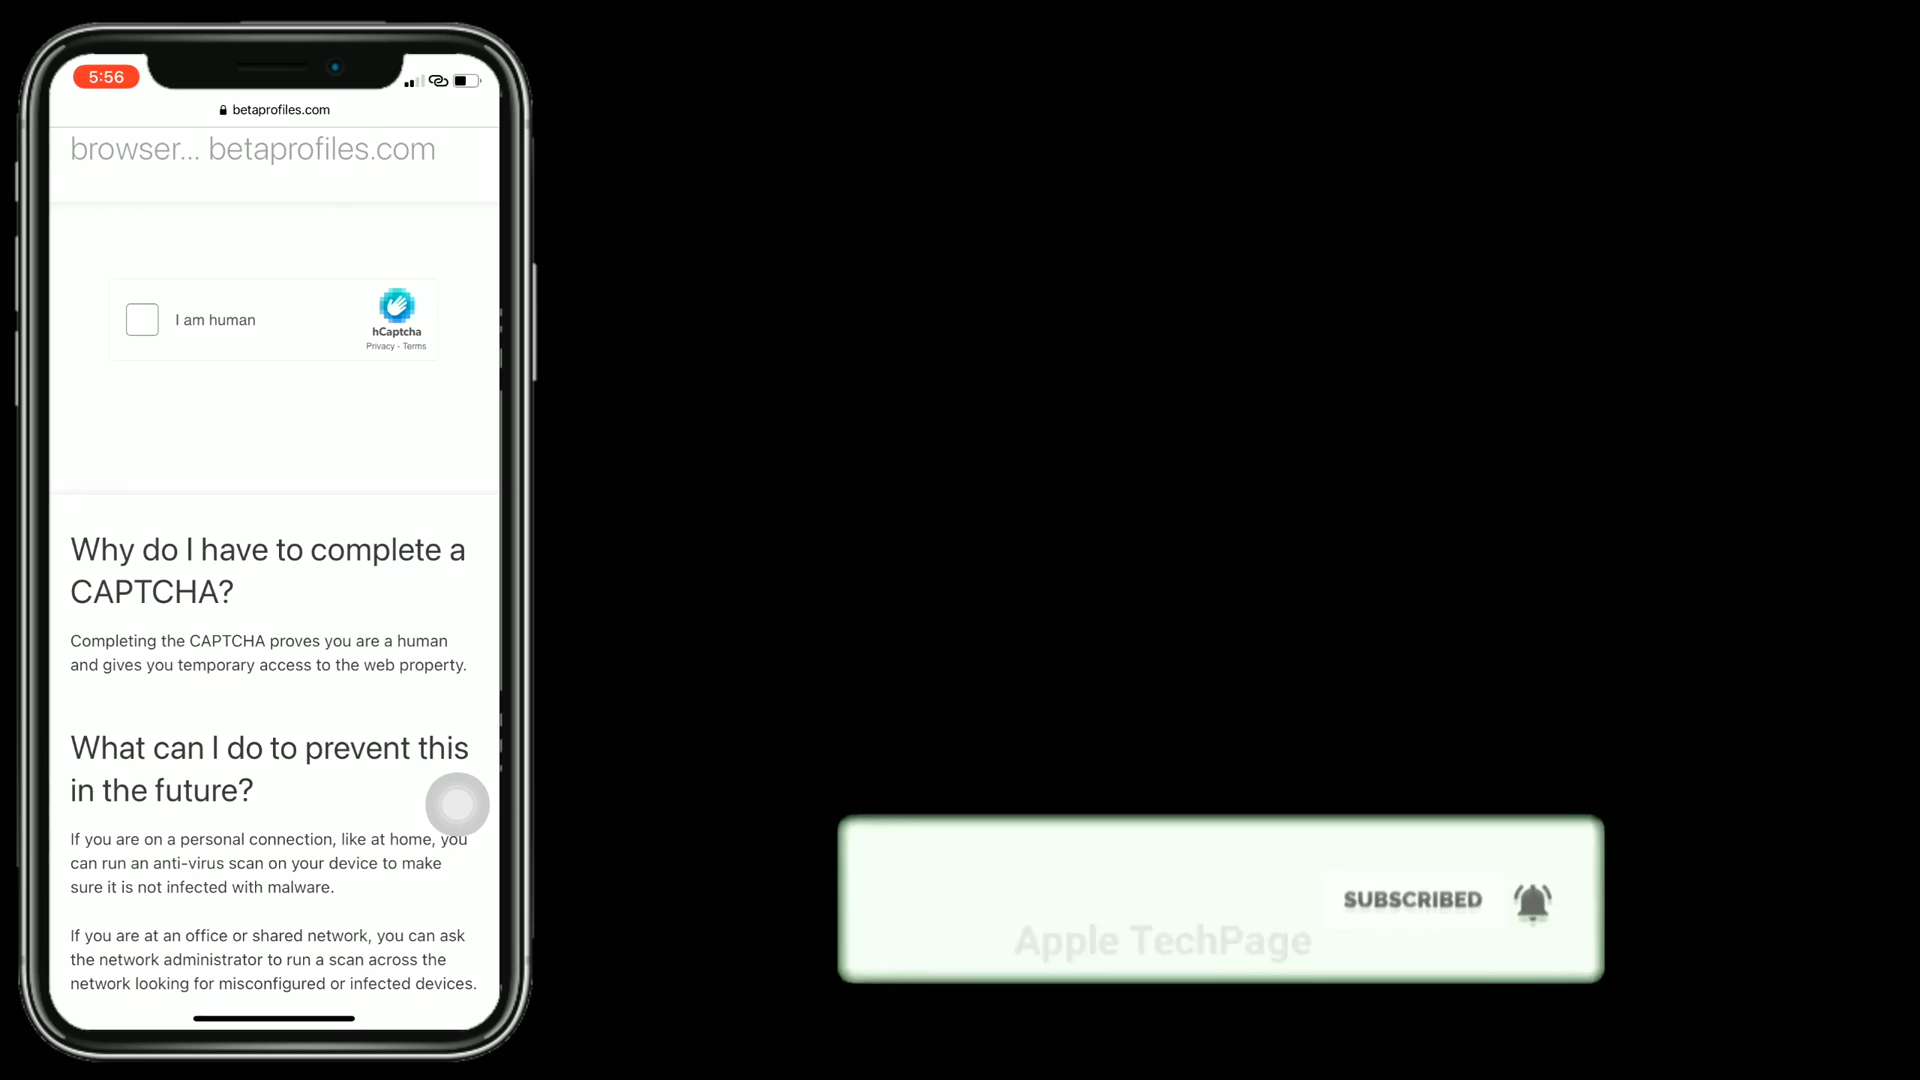 5:56
betaprofiles.com
browser... betaprofiles.com
I am human
hCaptcha
Privacy - Terms
Why do I have to complete a
CAPTCHA?
Completing the CAPTCHA proves you are a human
and gives you temporary access to the web property.
What can I do to prevent this
in the future?
If you are on a personal connection, like at home, you
can run an anti-virus scan on your device to make
sure it is not infected with malware.
If you are at an office or shared network, you can ask
the network administrator to run a scan across the
network looking for misconfigured or infected devices.
SUBSCRIBED
Apple TechPage